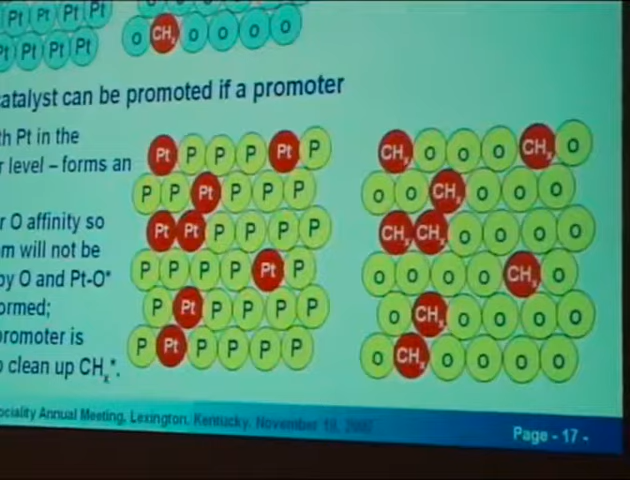 Pt Pt Pt Pt
Pt Pt Pt Pt
O CHx O O O O
atalyst can be promoted if a promoter
th Pt in the
r level – forms an
r O affinity so
m will not be
by O and Pt-O*
ormed;
promoter is
o clean up CHx*.
Pt P P P Pt P
P P Pt P P P
Pt Pt P P P P
P P P P Pt P
P Pt P P P P
P Pt P P P P
CHx O O O CHx O
O O CHx O O O
CHx CHx O O O O
O O O O CHx O
O CHx O O O O
O CHx O O O O
ociality Annual Meeting, Lexington, Kentucky, November 19,
Page - 17 -